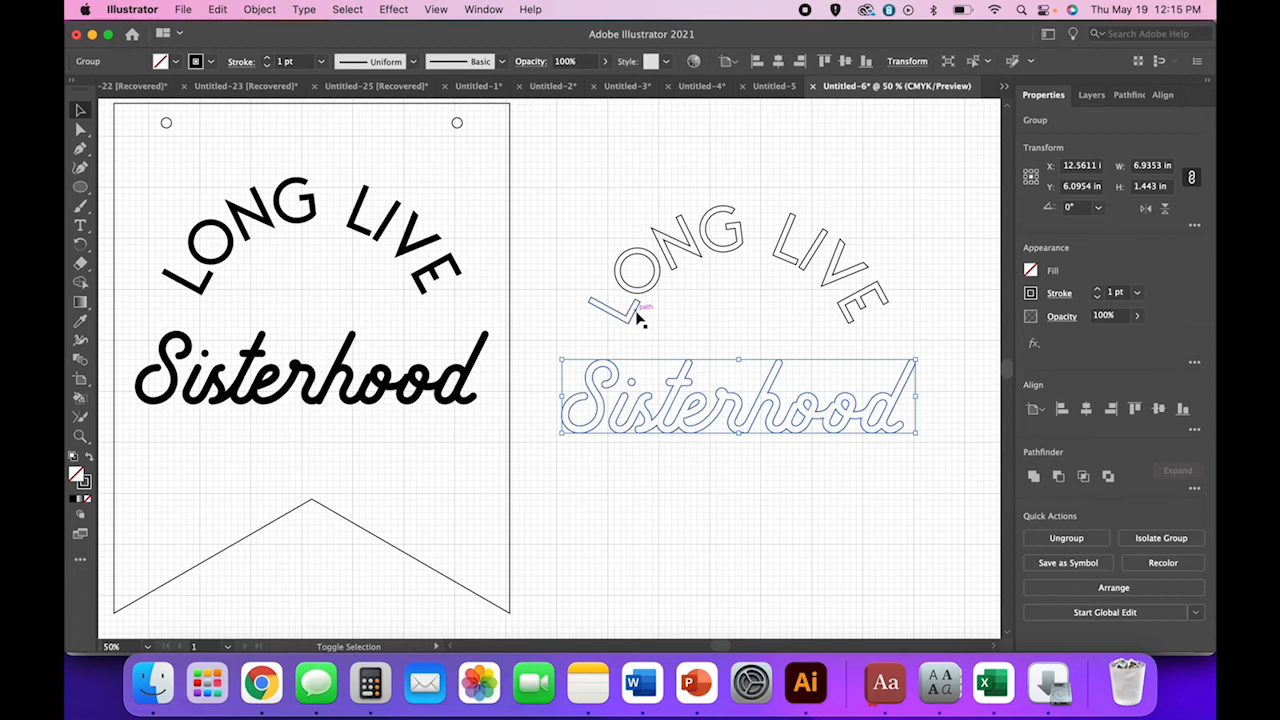 Illustrator File Edit Object Type Select Effect View Window Help Thu May 19 12:15 PM
Adobe Illustrator 2021 Search Adobe Help
Group Stroke: 1 pt Uniform Basic Opacity: 100% Style: Transform
-22 [Recovered]* Untitled-23 [Recovered]* Untitled-25 [Recovered]* Untitled-1* Untitled-2* Untitled-3* Untitled-4* Untitled-5 Untitled-6* @ 50 % (CMYK/Preview)
Properties Layers Pathfinc Align
Group
Transform
X: 12.5611 i W: 6.9353 in
Y: 6.0954 in H: 1.443 in
0°
Appearance
Fill
Stroke 1 pt
Opacity 100%
fx.
Align
Pathfinder
Expand
Quick Actions
Ungroup Isolate Group
Save as Symbol Recolor
Arrange
Start Global Edit
LONG LIVE
Sisterhood
LONG LIVE
path
Sisterhood
50% 1 Toggle Selection
W P Ai Aa A A A A X